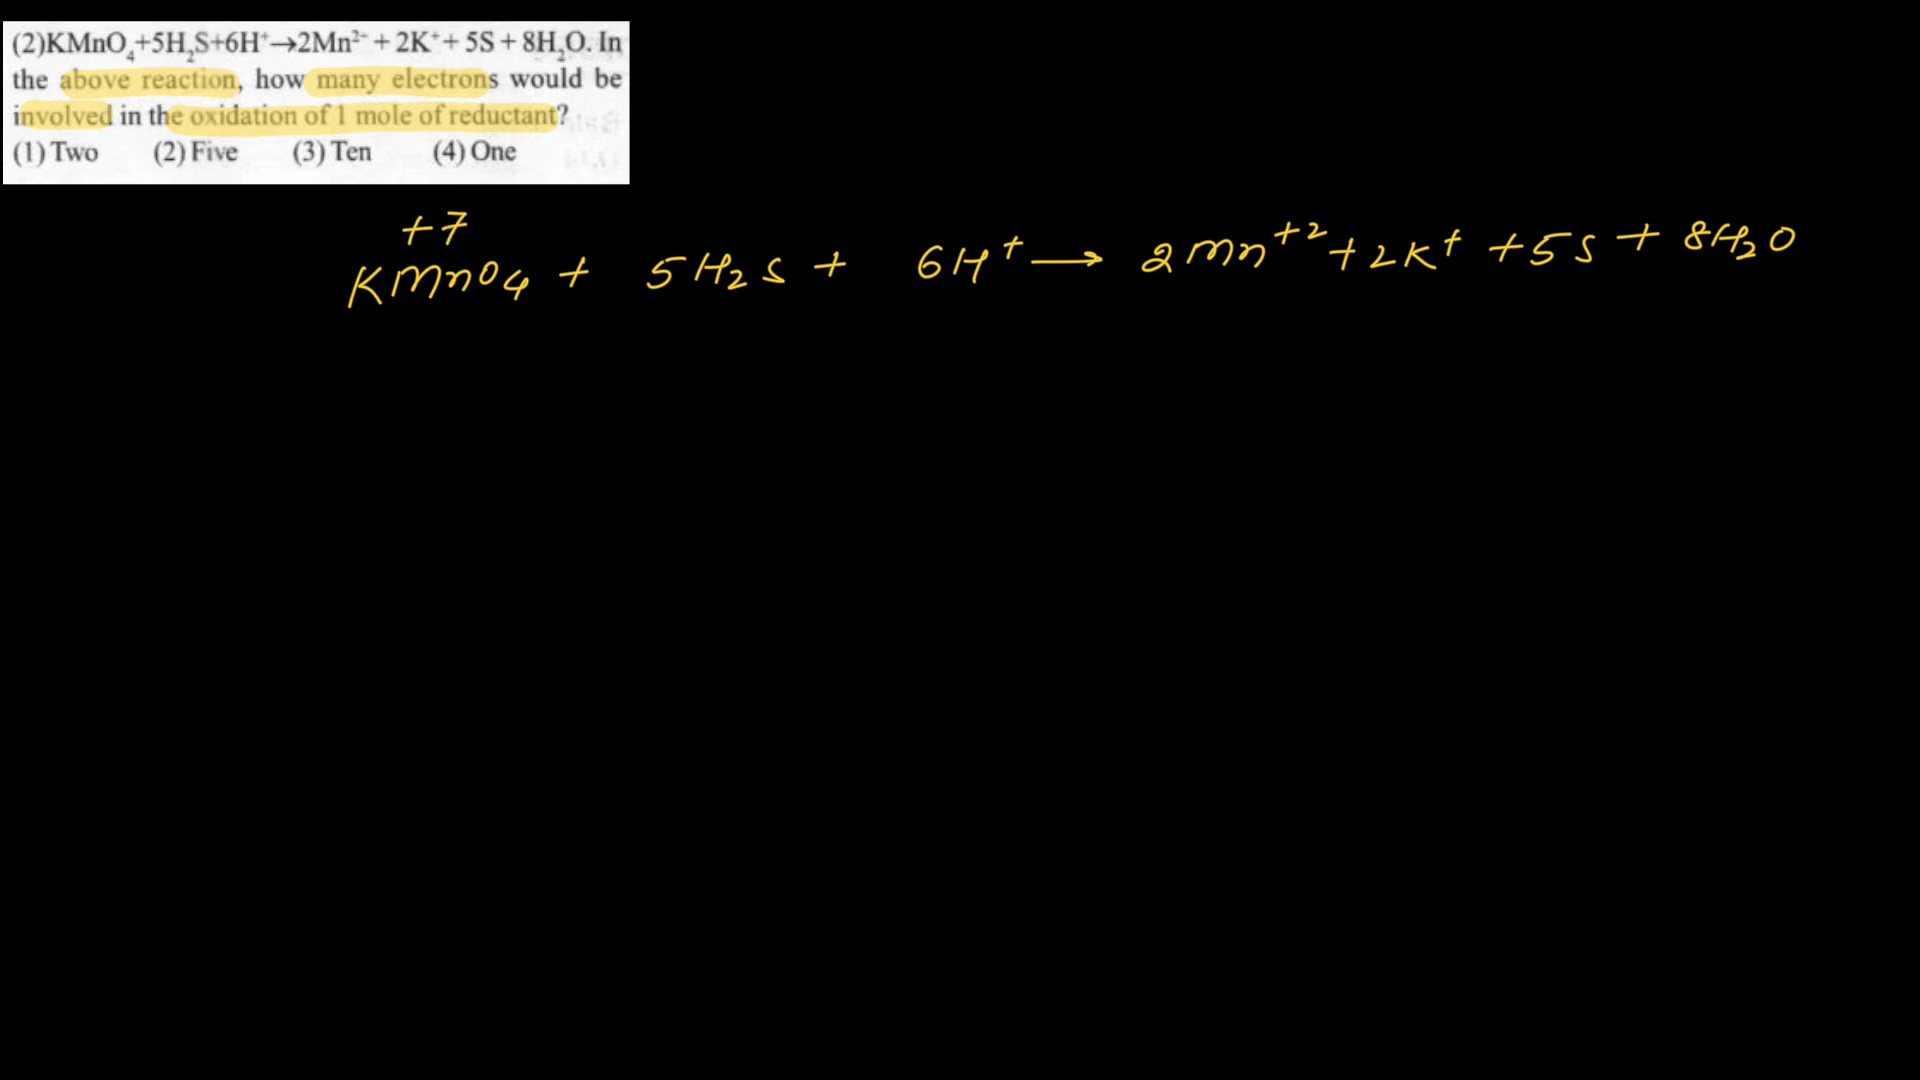 (2)KMnO₄+5H₂S+6H⁺→2Mn²⁺ + 2K⁺ + 5S + 8H₂O. In
the above reaction, how many electrons would be
involved in the oxidation of 1 mole of reductant?
(1) Two (2) Five (3) Ten (4) One
+7
KMnO₄ + 5H₂S + 6H⁺ → 2Mn⁺² + 2K⁺ + 5S + 8H₂O